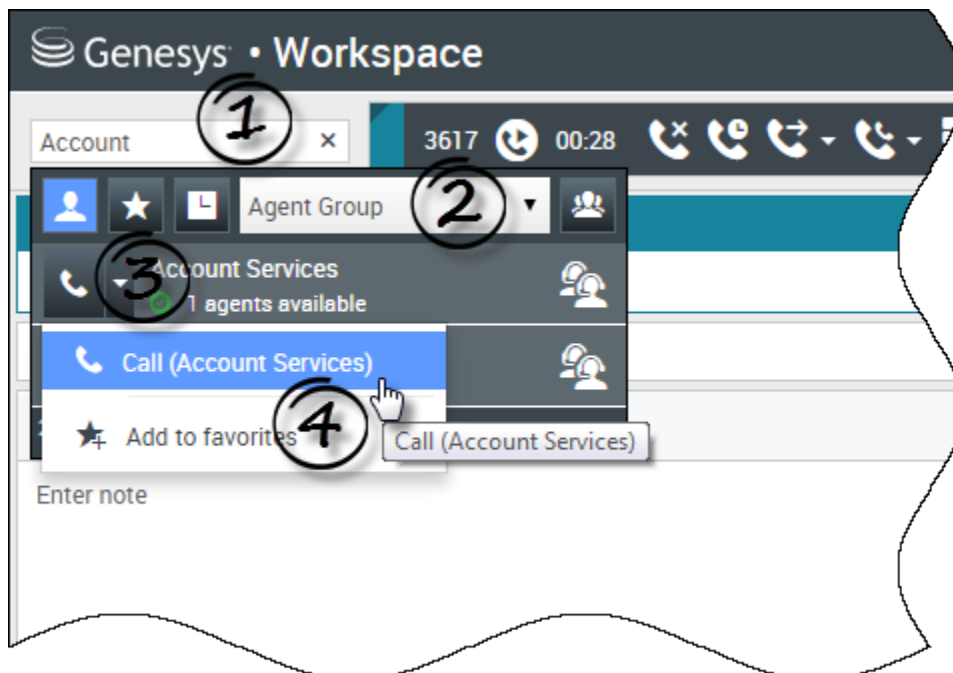 Genesys • Workspace
1
Account ×
3617 00:28
Agent Group 2
3 Account Services
1 agents available
Call (Account Services)
Add to favorites 4
Call (Account Services)
Enter note